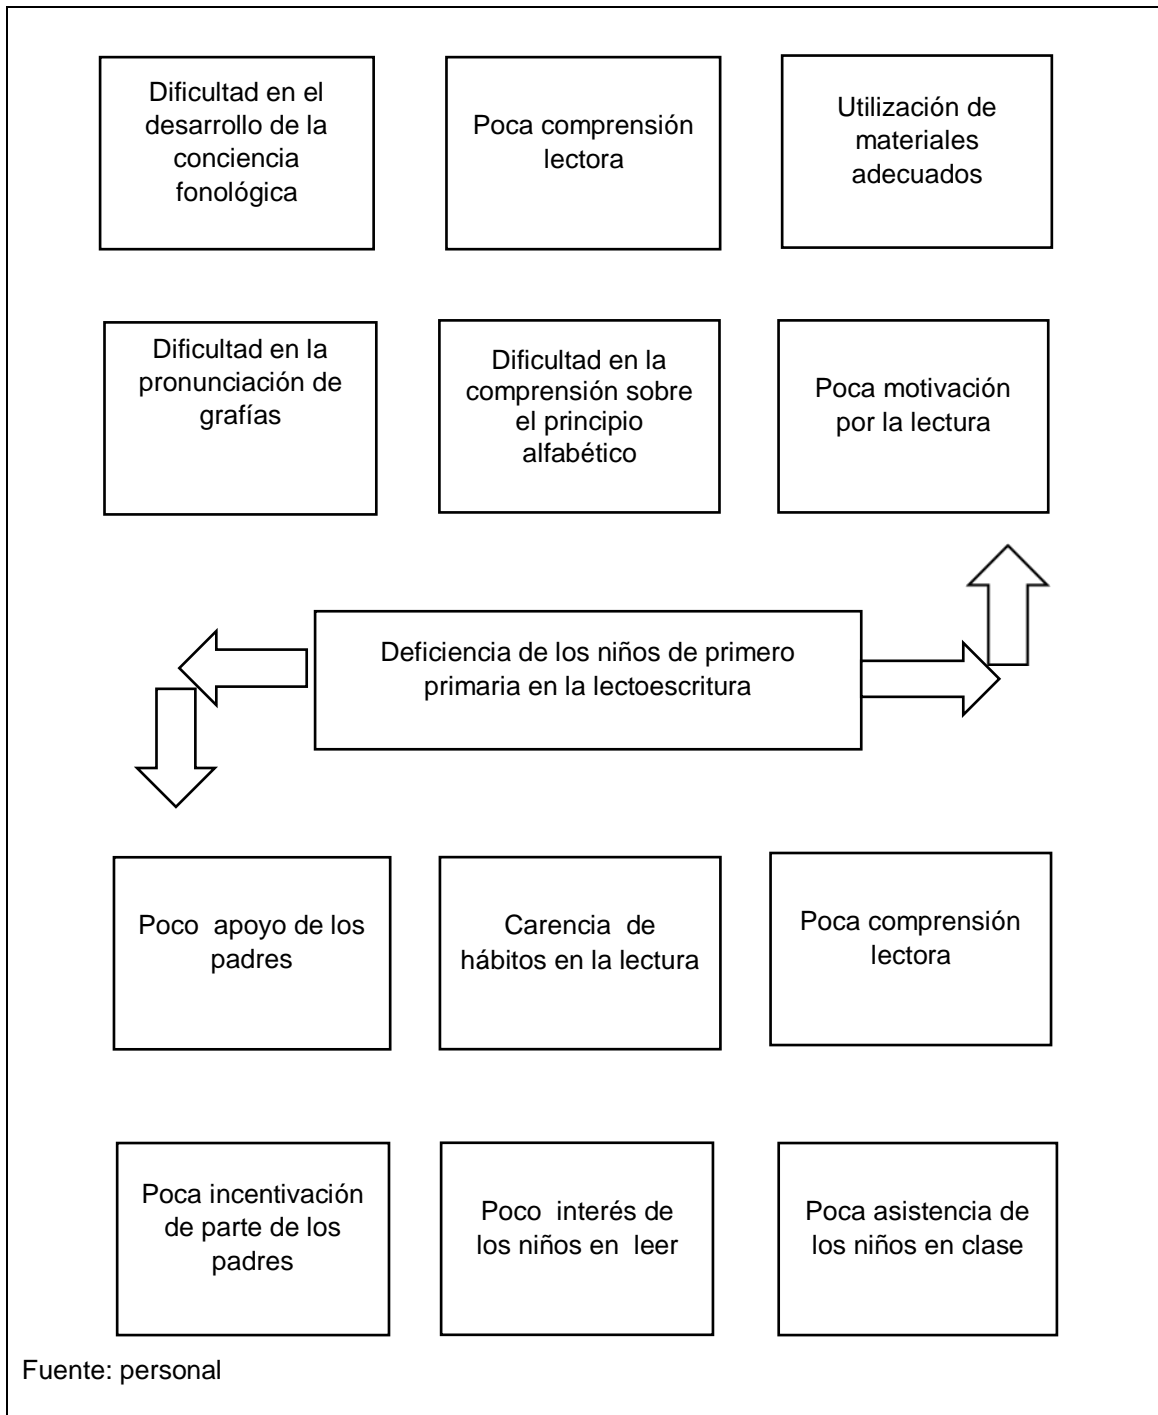 Dificultad en el
desarrollo de la
conciencia
fonológica
Poca comprensión
lectora
Utilización de
materiales
adecuados
Dificultad en la
pronunciación de
grafías
Dificultad en la
comprensión sobre
el principio
alfabético
Poca motivación
por la lectura
Deficiencia de los niños de primero
primaria en la lectoescritura
Poco apoyo de los
padres
Carencia de
hábitos en la lectura
Poca comprensión
lectora
Poca incentivación
de parte de los
padres
Poco interés de
los niños en leer
Poca asistencia de
los niños en clase
Fuente: personal